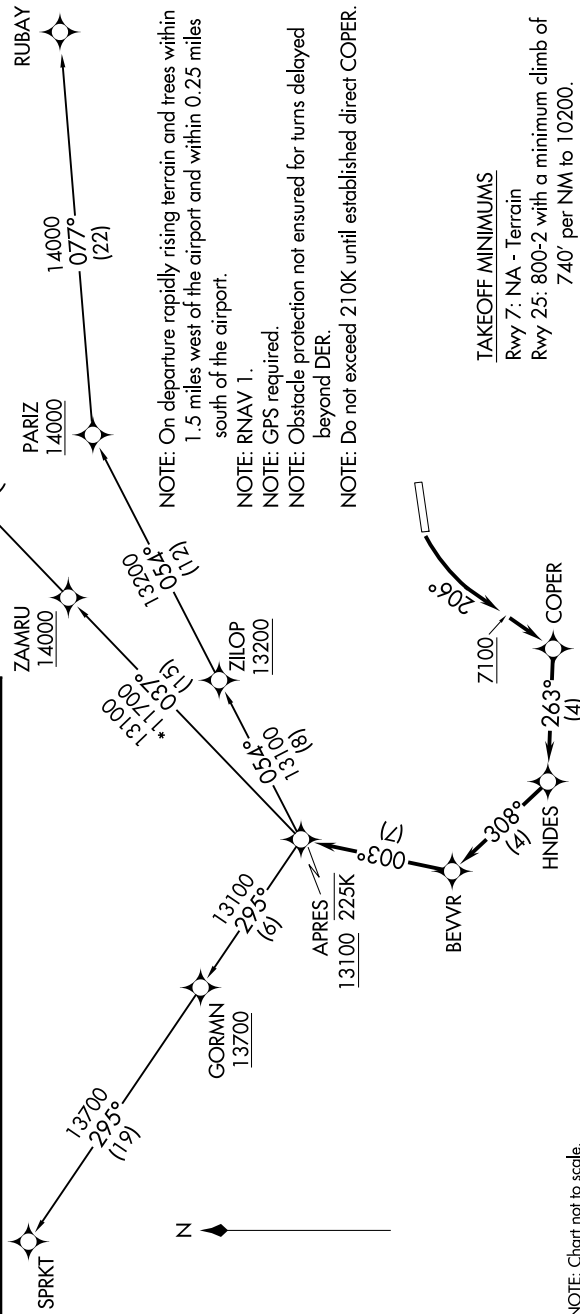 RUBAY
14000
077°
(22)
PARIZ
14000
13200
054°
(12)
ZAMRU
14000
13100
*11700
037°
(15)
ZILOP
13200
054°
13100
(8)
NOTE: On departure rapidly rising terrain and trees within
1.5 miles west of the airport and within 0.25 miles
south of the airport.
NOTE: RNAV 1.
NOTE: GPS required.
NOTE: Obstacle protection not ensured for turns delayed
beyond DER.
NOTE: Do not exceed 210K until established direct COPER.
TAKEOFF MINIMUMS
Rwy 7: NA - Terrain
Rwy 25: 800-2 with a minimum climb of
740' per NM to 10200.
SPRKT
13700
295°
(19)
GORMN
13700
13100
295°
(6)
APRES
13100 225K
003°
(7)
BEVVR
308°
(4)
HNDES
263°
(4)
COPER
7100
206°
N
NOTE: Chart not to scale.